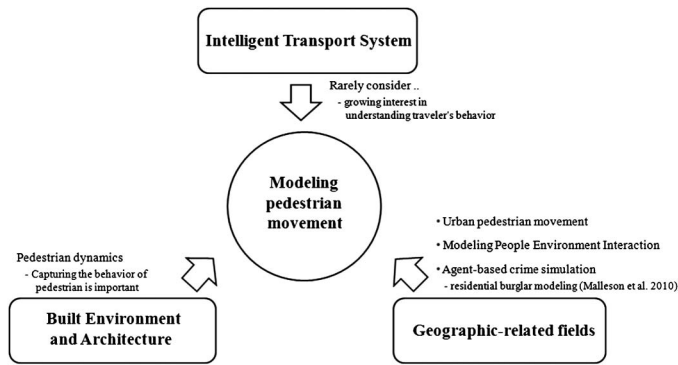 Intelligent Transport System
Rarely consider ..
- growing interest in
understanding traveler's behavior
Modeling
pedestrian
movement
• Urban pedestrian movement
• Modeling People Environment Interaction
• Agent-based crime simulation
- residential burglar modeling (Malleson et al. 2010)
Pedestrian dynamics
- Capturing the behavior of
pedestrian is important
Built Environment
and Architecture
Geographic-related fields